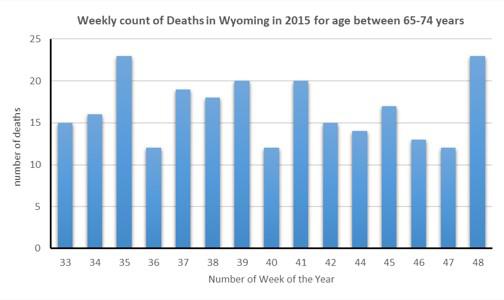 Weekly count of Deaths in Wyoming in 2015 for age between 65-74 years
25
20
15
10
5
0
number of deaths
33 34 35 36 37 38 39 40 41 42 44 45 46 47 48
Number of Week of the Year